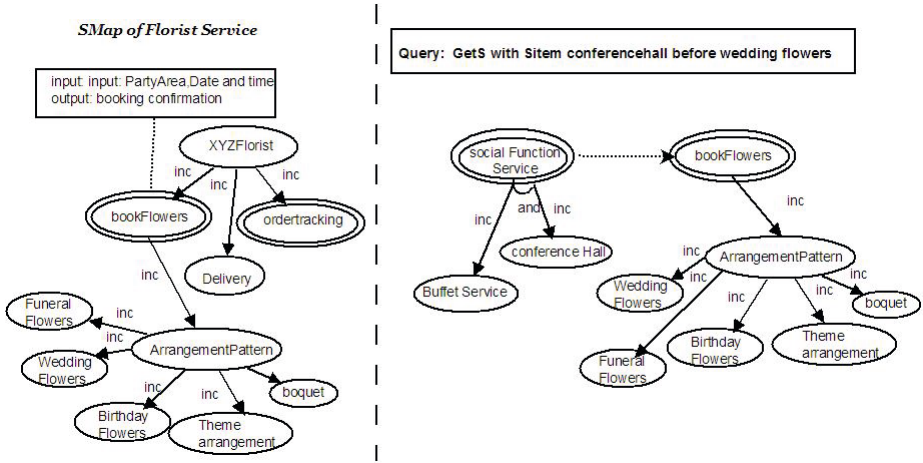 SMap of Florist Service
input: input: PartyArea,Date and time
output: booking confirmation
XYZFlorist
inc
inc
inc
bookFlowers
ordertracking
inc
Delivery
Funeral
Flowers
inc
inc
Wedding
Flowers
ArrangementPattern
inc
inc
boquet
Birthday
Flowers
Theme
arrangement
Query: GetS with Sitem conferencehall before wedding flowers
social Function
Service
bookFlowers
inc
and
inc
inc
conference Hall
Buffet Service
ArrangementPattern
inc
inc
inc
inc
inc
Wedding
Flowers
boquet
Funeral
Flowers
Birthday
Flowers
Theme
arrangement